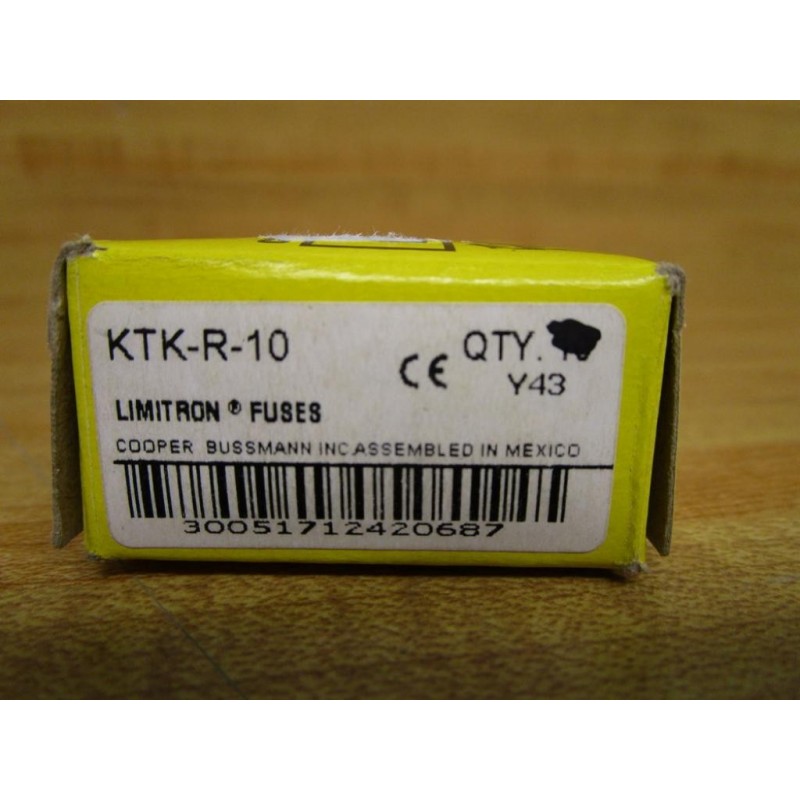 KTK-R-10
QTY.
CE
Y43
LIMITRON® FUSES
COOPER BUSSMANN INC.ASSEMBLED IN MEXICO
30051712420687